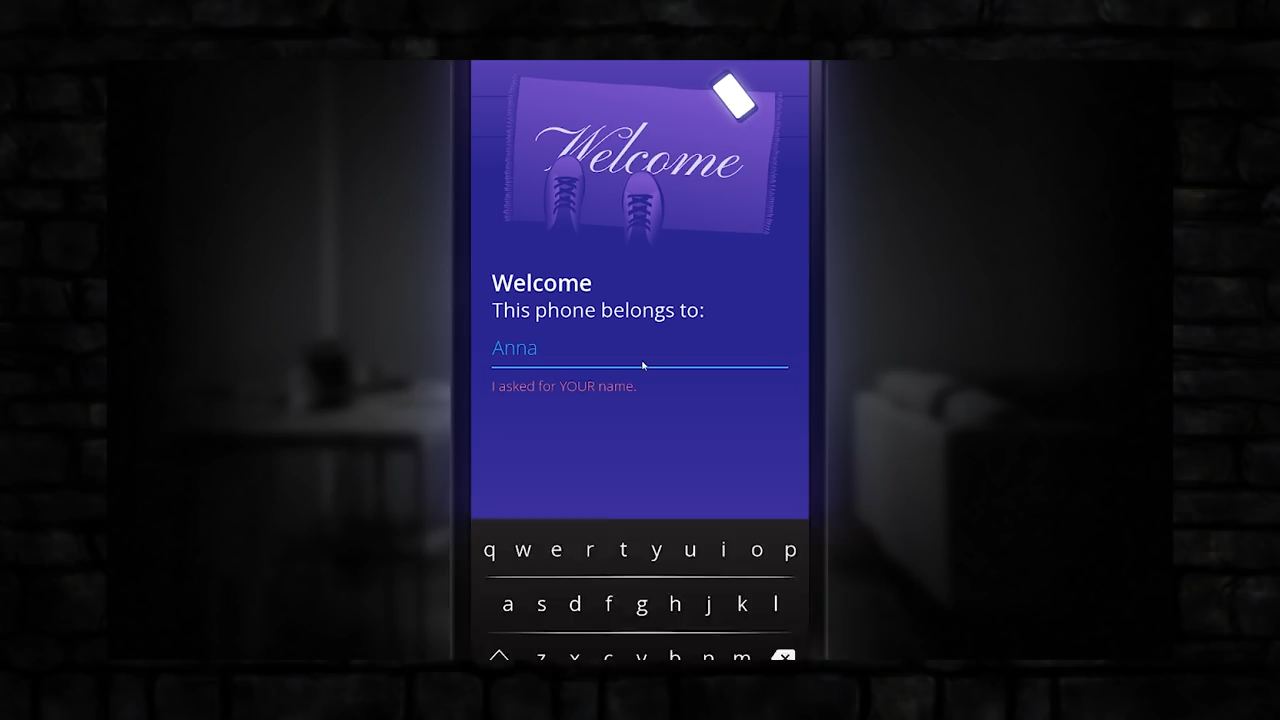 Welcome
Welcome
This phone belongs to:
Anna
I asked for YOUR name.
q w e r t y u i o p
a s d f g h j k l
z x c v b n m